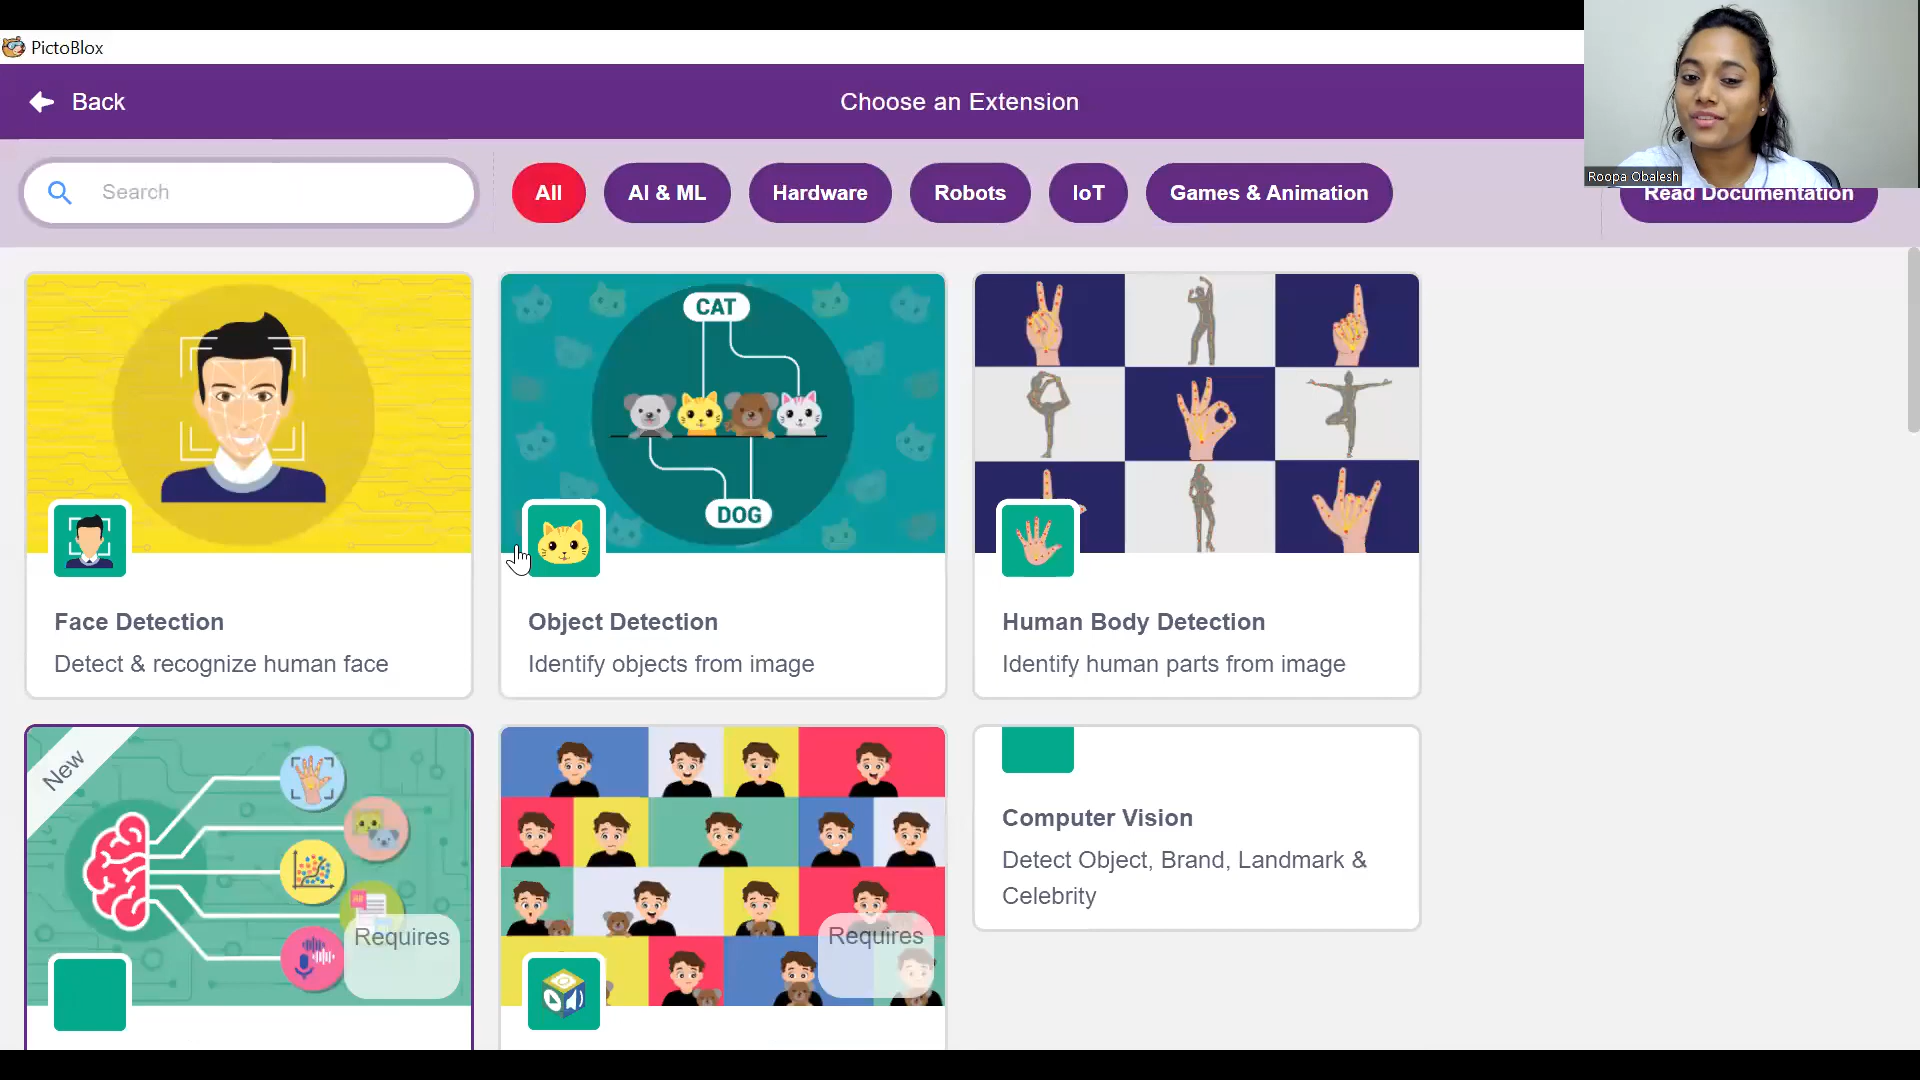 PictoBlox
Back
Choose an Extension
Roopa Obalesh
Search
All
AI & ML
Hardware
Robots
IoT
Games & Animation
Read Documentation
CAT
DOG
Face Detection
Detect & recognize human face
Object Detection
Identify objects from image
Human Body Detection
Identify human parts from image
New
Requires
Requires
Computer Vision
Detect Object, Brand, Landmark &
Celebrity